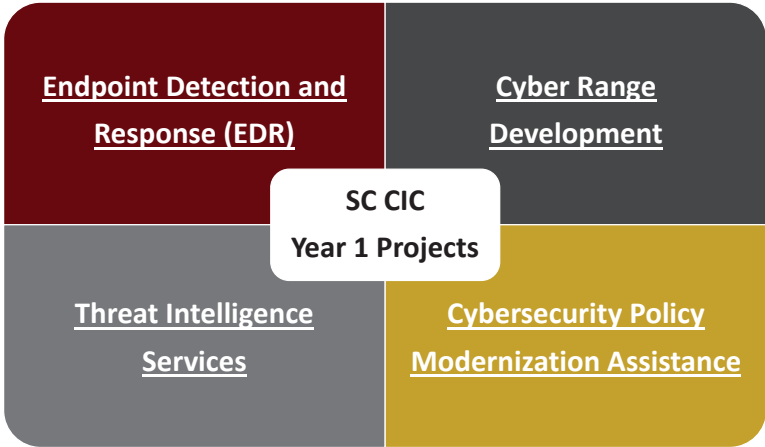 Endpoint Detection and
Response (EDR)
Cyber Range
Development
SC CIC
Year 1 Projects
Threat Intelligence
Services
Cybersecurity Policy
Modernization Assistance